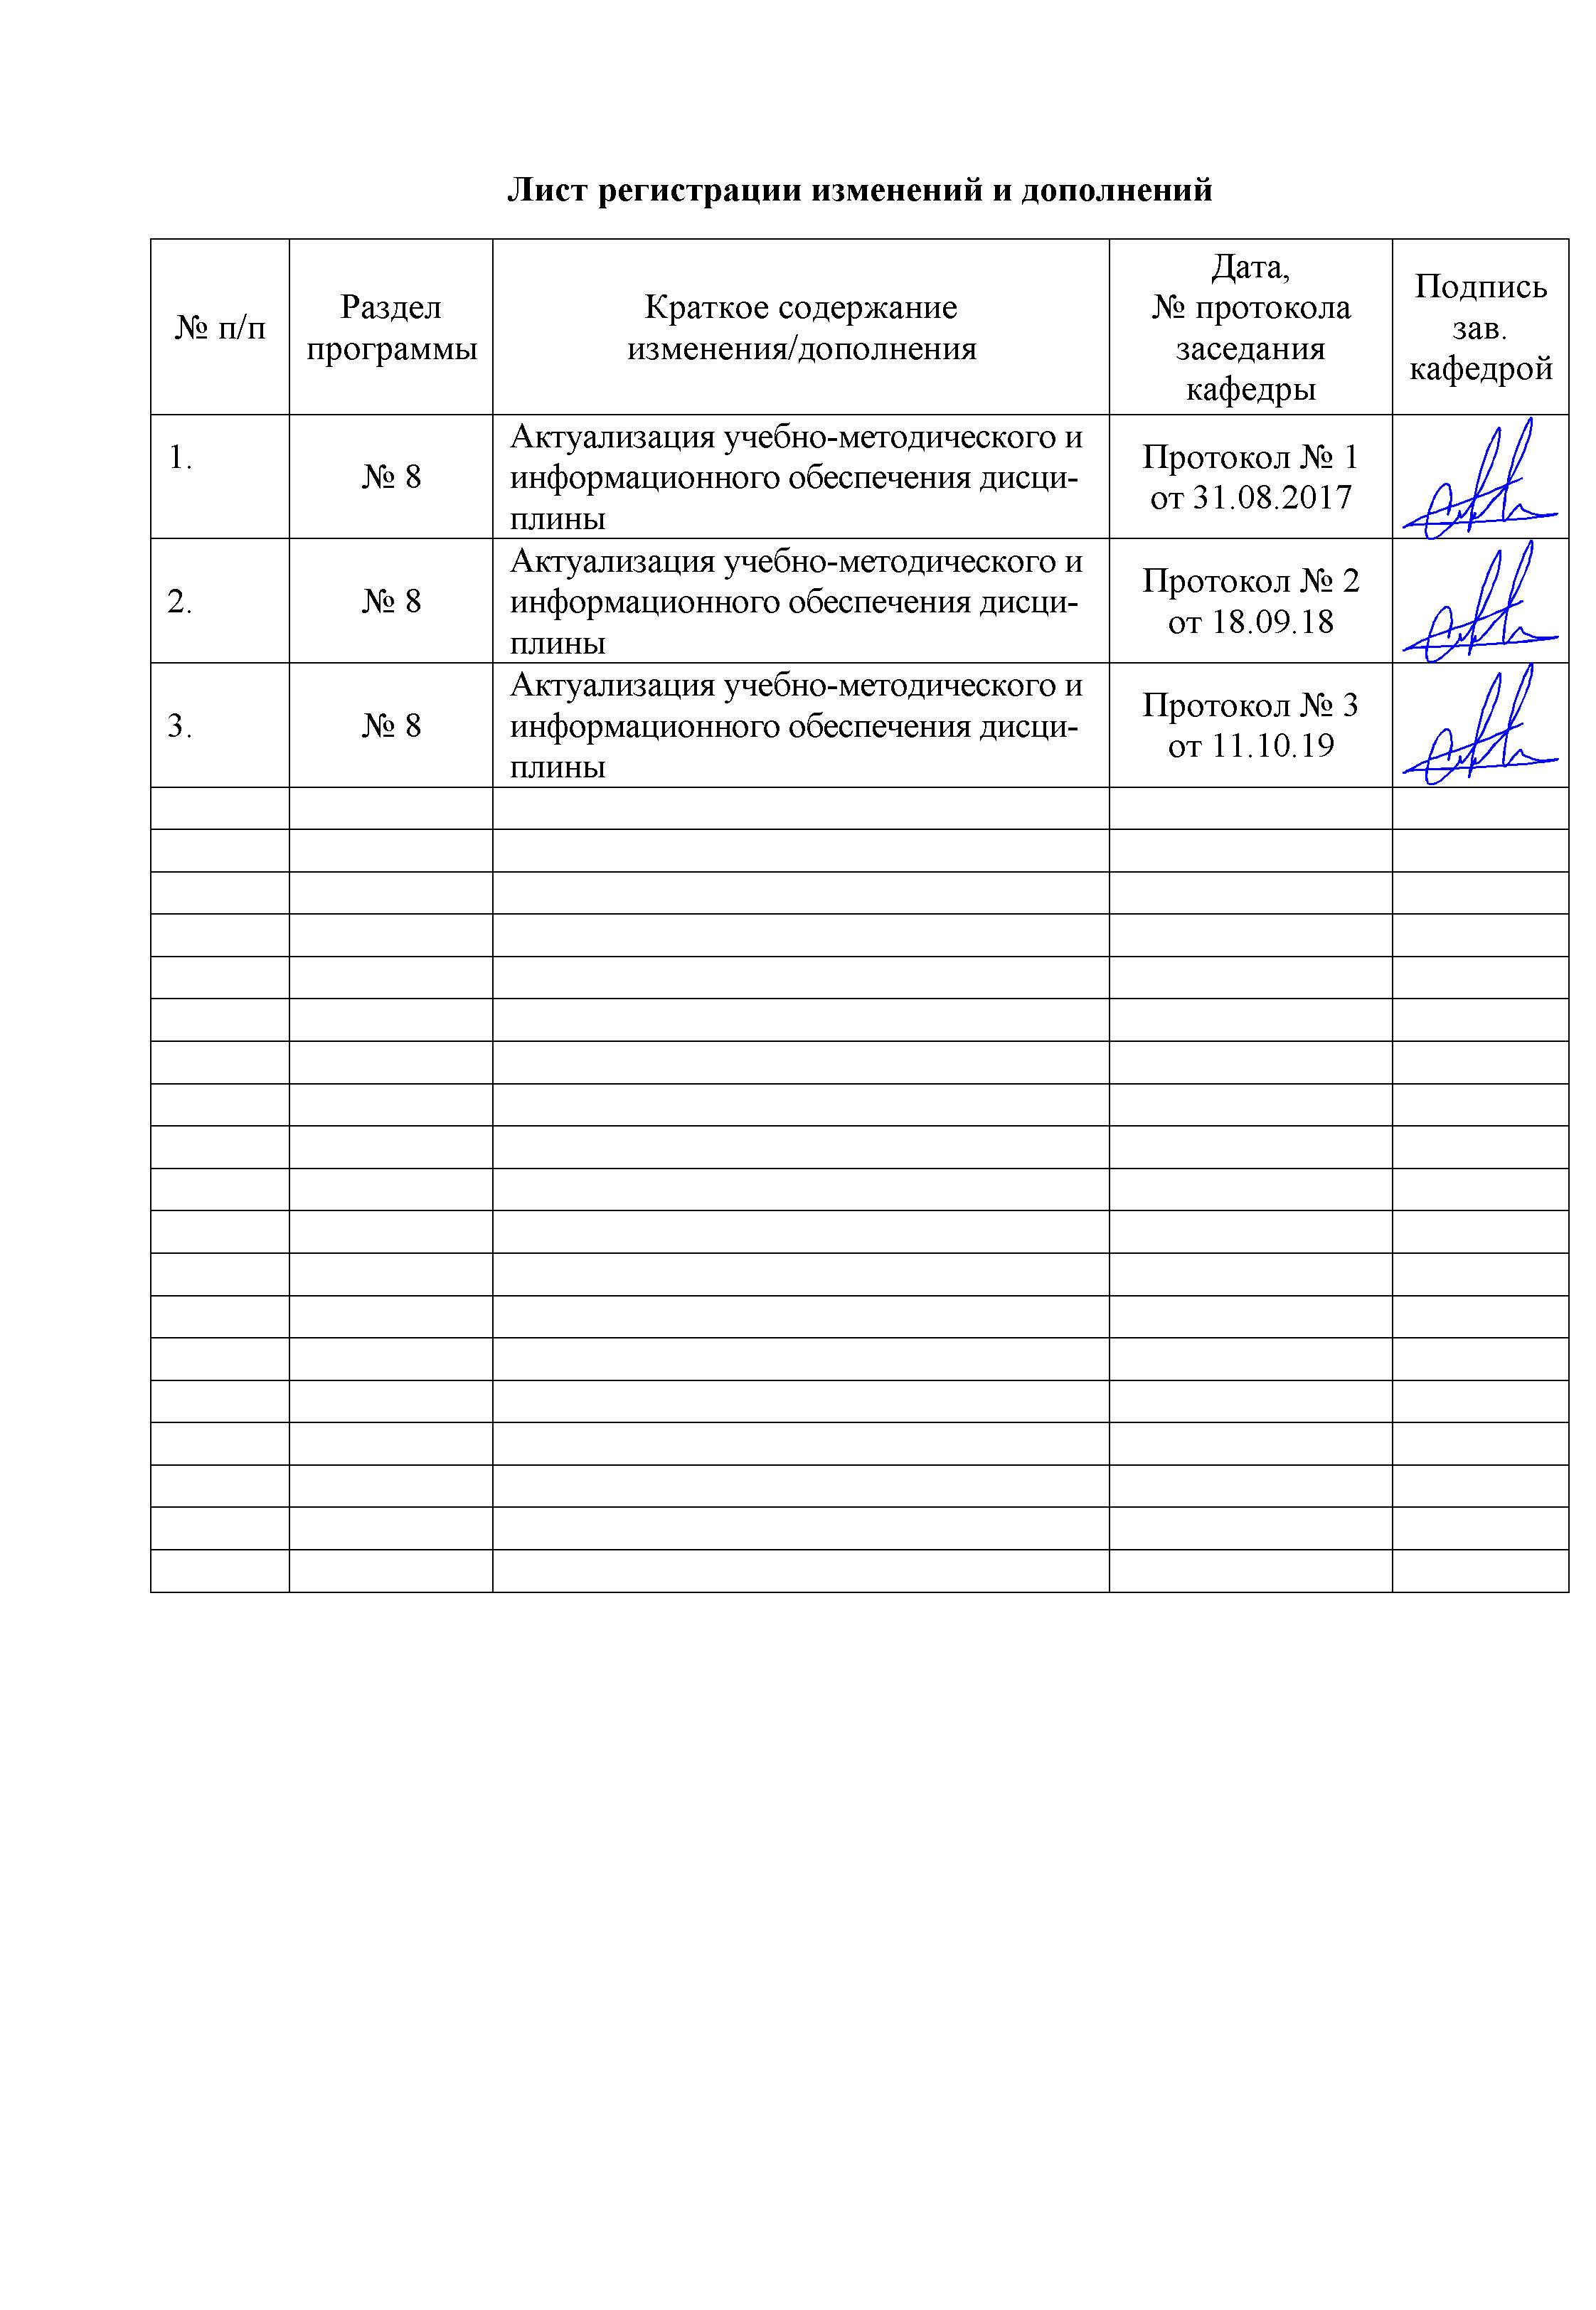 Лист регистрации изменений и дополнений
№ п/п
Раздел
программы
Краткое содержание
изменения/дополнения
Дата,
№ протокола
заседания
кафедры
Подпись
зав.
кафедрой
1.
№ 8
Актуализация учебно-методического и
информационного обеспечения дисци-
плины
Протокол № 1
от 31.08.2017
2.
№ 8
Актуализация учебно-методического и
информационного обеспечения дисци-
плины
Протокол № 2
от 18.09.18
3.
№ 8
Актуализация учебно-методического и
информационного обеспечения дисци-
плины
Протокол № 3
от 11.10.19